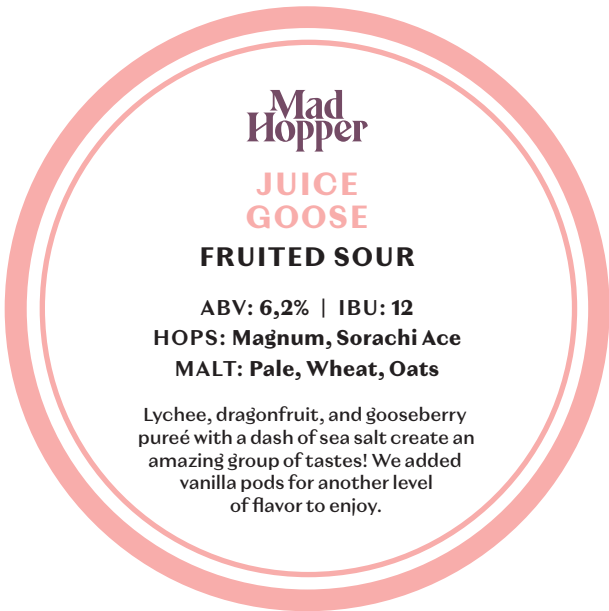 Mad
Hopper
JUICE
GOOSE
FRUITED SOUR
ABV: 6,2% | IBU: 12
HOPS: Magnum, Sorachi Ace
MALT: Pale, Wheat, Oats
Lychee, dragonfruit, and gooseberry
pureé with a dash of sea salt create an
amazing group of tastes! We added
vanilla pods for another level
of flavor to enjoy.